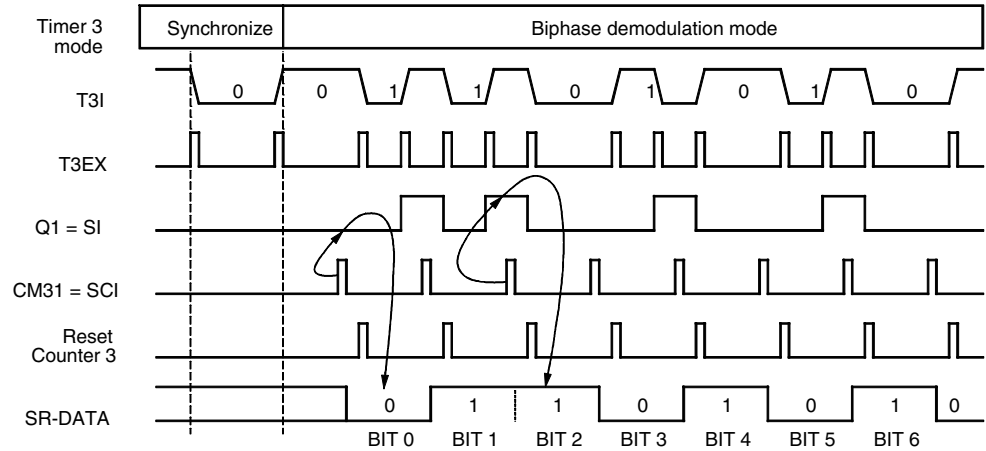 Timer 3
mode
Synchronize
Biphase demodulation mode
T3I
0 0 1 1 0 1 0 1 0
T3EX
Q1 = SI
CM31 = SCI
Reset
Counter 3
SR-DATA
0 1 1 0 1 0 1 0
BIT 0 BIT 1 BIT 2 BIT 3 BIT 4 BIT 5 BIT 6